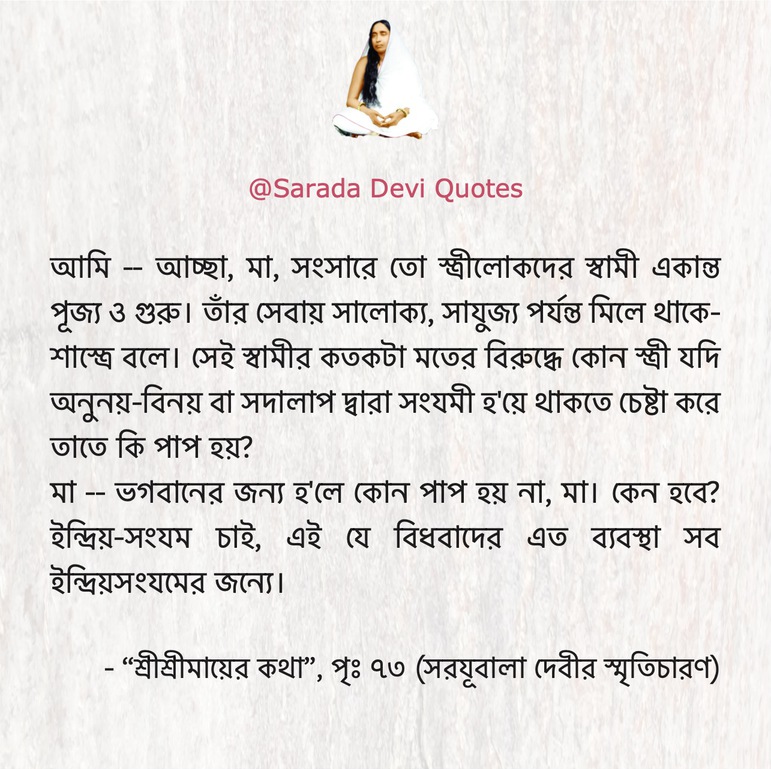 @Sarada Devi Quotes
আমি -- আচ্ছা, মা, সংসারে তো স্ত্রীলোকদের স্বামী একান্ত
পূজ্য ও গুরু। তাঁর সেবায় সালোক্য, সাযুজ্য পর্যন্ত মিলে থাকে-
শাস্ত্রে বলে। সেই স্বামীর কতকটা মতের বিরুদ্ধে কোন স্ত্রী যদি
অনুনয়-বিনয় বা সদালাপ দ্বারা সংযমী হ'য়ে থাকতে চেষ্টা করে
তাতে কি পাপ হয়?
মা -- ভগবানের জন্য হ'লে কোন পাপ হয় না, মা। কেন হবে?
ইন্দ্রিয়-সংযম চাই, এই যে বিধবাদের এত ব্যবস্থা সব
ইন্দ্রিয়সংযমের জন্যে।
- “শ্রীশ্রীমায়ের কথা”, পৃঃ ৭৩ (সরযূবালা দেবীর স্মৃতিচারণ)